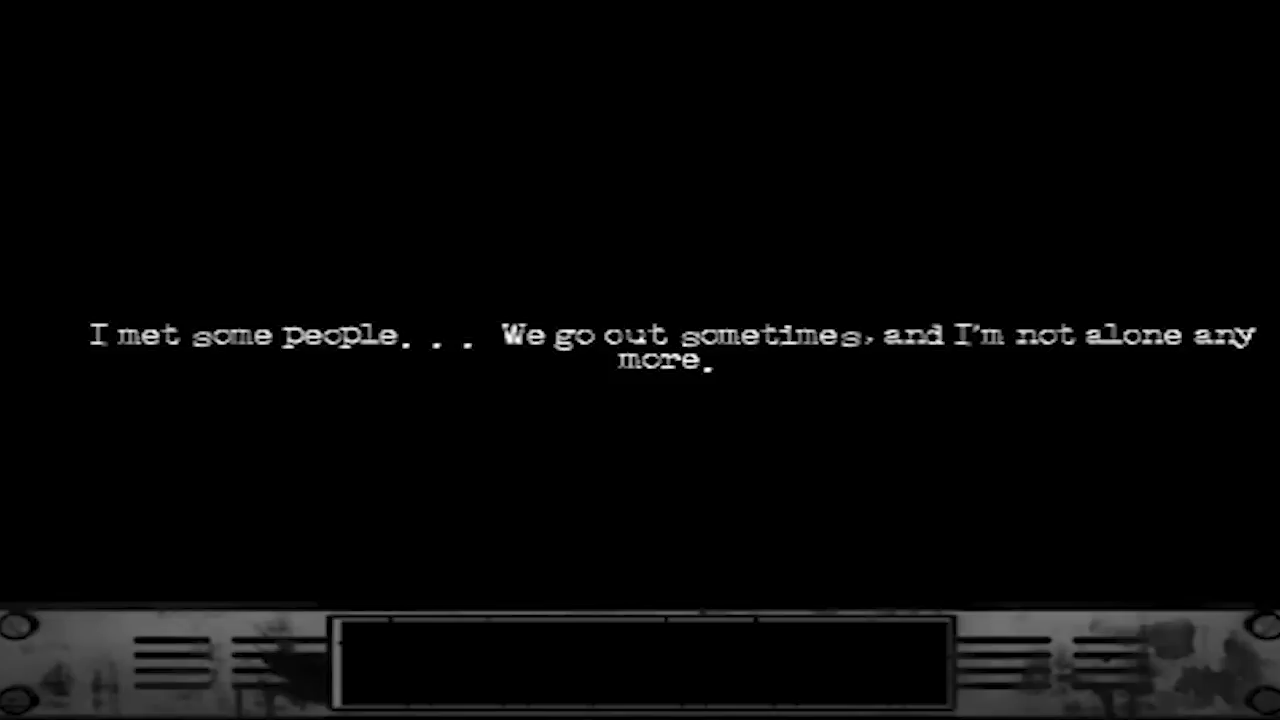 I met some people. . .  We go out sometimes, and I'm not alone any
more.